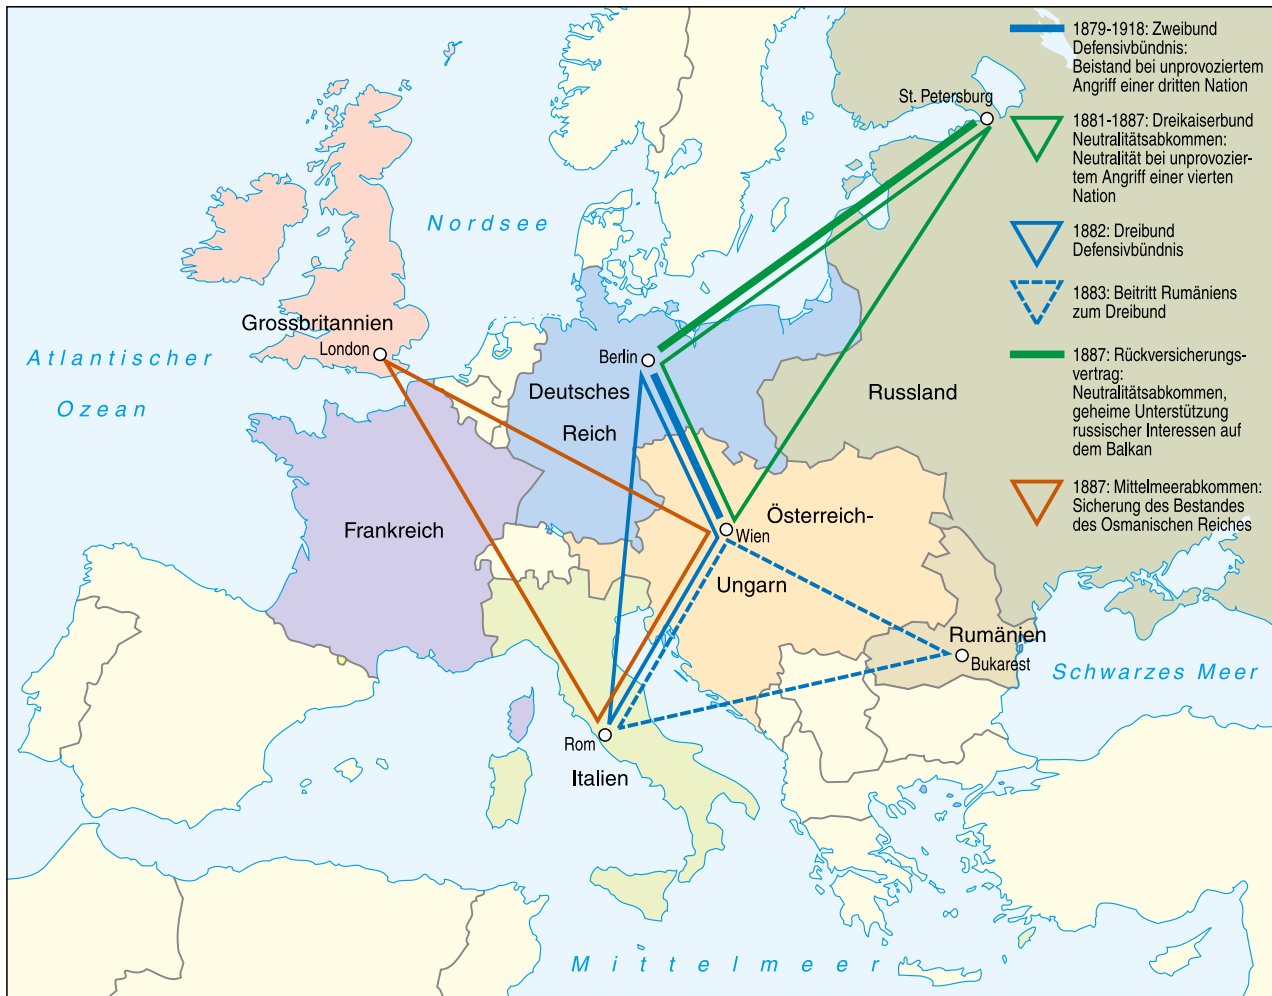 1879-1918: Zweibund
Defensivbündnis:
Beistand bei unprovoziertem
Angriff einer dritten Nation
St. Petersburg
1881-1887: Dreikaiserbund
Neutralitätsabkommen:
Neutralität bei unprovozier-
tem Angriff einer vierten
Nation
Nordsee
1882: Dreibund
Defensivbündnis
1883: Beitritt Rumäniens
zum Dreibund
Grossbritannien
London
Atlantischer
Ozean
Berlin
Deutsches
Reich
Russland
1887: Rückversicherungs-
vertrag:
Neutralitätsabkommen,
geheime Unterstützung
russischer Interessen auf
dem Balkan
1887: Mittelmeerabkommen:
Sicherung des Bestandes
des Osmanischen Reiches
Frankreich
Österreich-
Wien
Ungarn
Rumänien
Bukarest
Schwarzes Meer
Rom
Italien
Mittelmeer